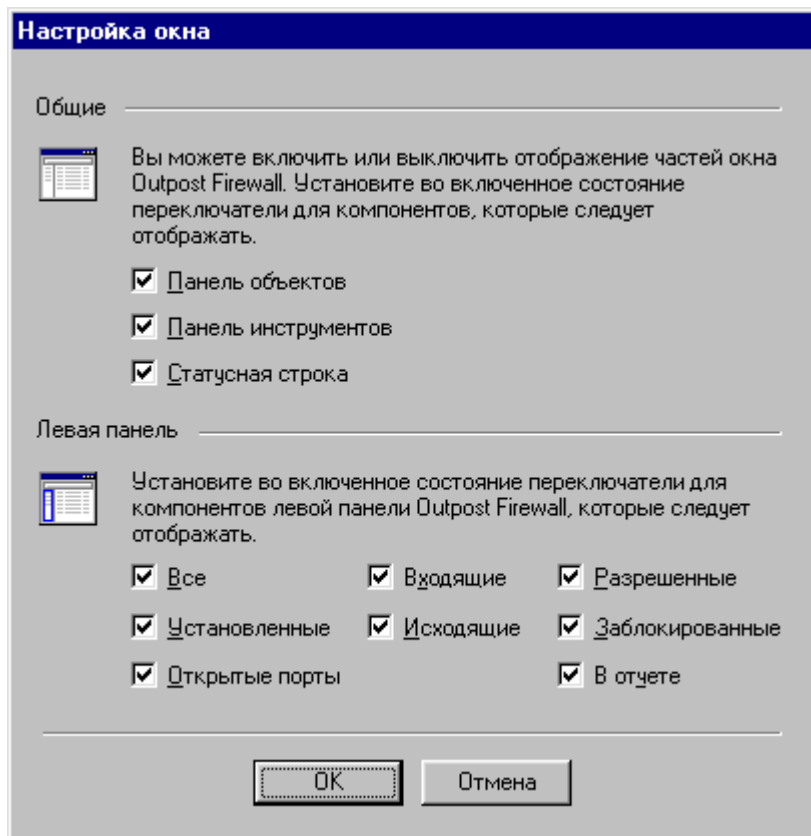 Настройка окна
Общие
Вы можете включить или выключить отображение частей окна
Outpost Firewall. Установите во включенное состояние
переключатели для компонентов, которые следует
отображать.
Панель объектов
Панель инструментов
Статусная строка
Левая панель
Установите во включенное состояние переключатели для
компонентов левой панели Outpost Firewall, которые следует
отображать.
Все Входящие Разрешенные
Установленные Исходящие Заблокированные
Открытые порты В отчете
OK Отмена